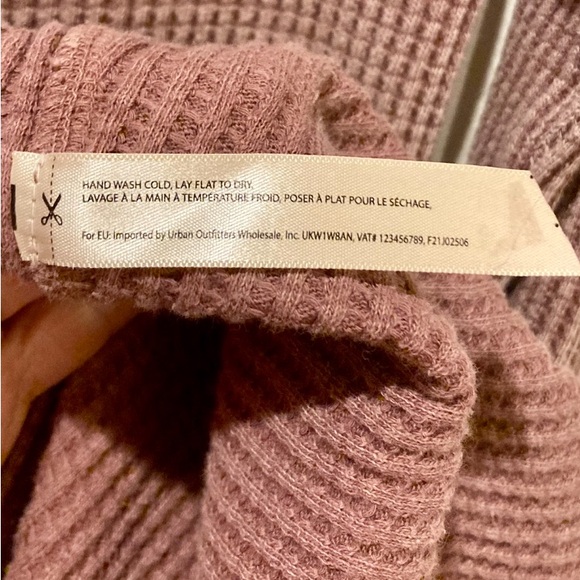 HAND WASH COLD, LAY FLAT TO DRY.
LAVAGE À LA MAIN À TEMPÉRATURE FROID, POSER À PLAT POUR LE SÉCHAGE,
For EU: Imported by Urban Outfitters Wholesale, Inc. UKW1W8AN, VAT# 123456789, F21J02506